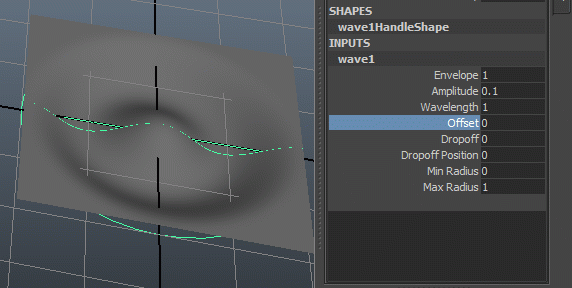 SHAPES
wave1HandleShape
INPUTS
wave1
Envelope 1
Amplitude 0.1
Wavelength 1
Offset 0
Dropoff 0
Dropoff Position 0
Min Radius 0
Max Radius 1